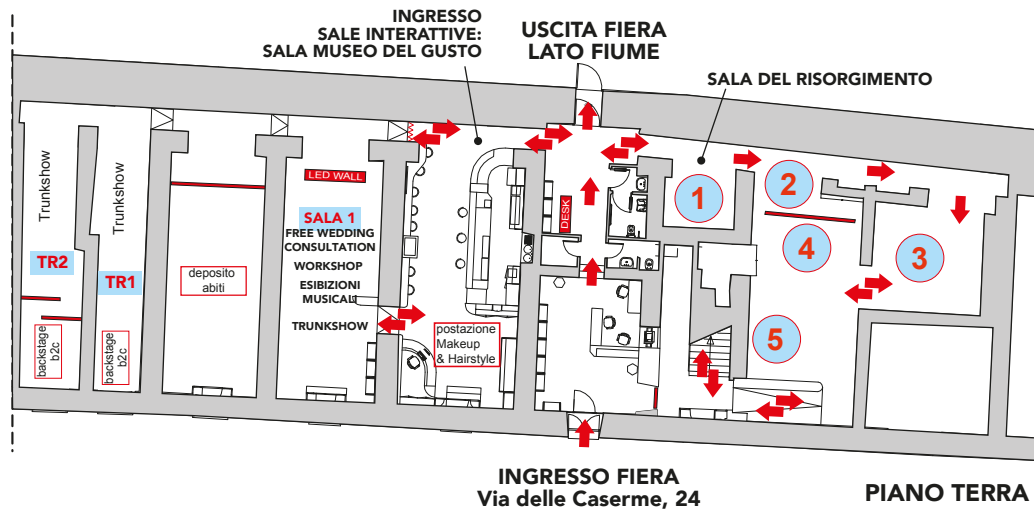 INGRESSO
SALE INTERATTIVE:
SALA MUSEO DEL GUSTO
USCITA FIERA
LATO FIUME
SALA DEL RISORGIMENTO
Trunkshow
Trunkshow
LED WALL
SALA 1
FREE WEDDING
CONSULTATION
WORKSHOP
ESIBIZIONI
MUSICALI
TRUNKSHOW
TR2
TR1
deposito
abiti
backstage
b2c
backstage
b2c
postazione
Makeup
& Hairstyle
DESK
1
2
3
4
5
INGRESSO FIERA
Via delle Caserme, 24
PIANO TERRA